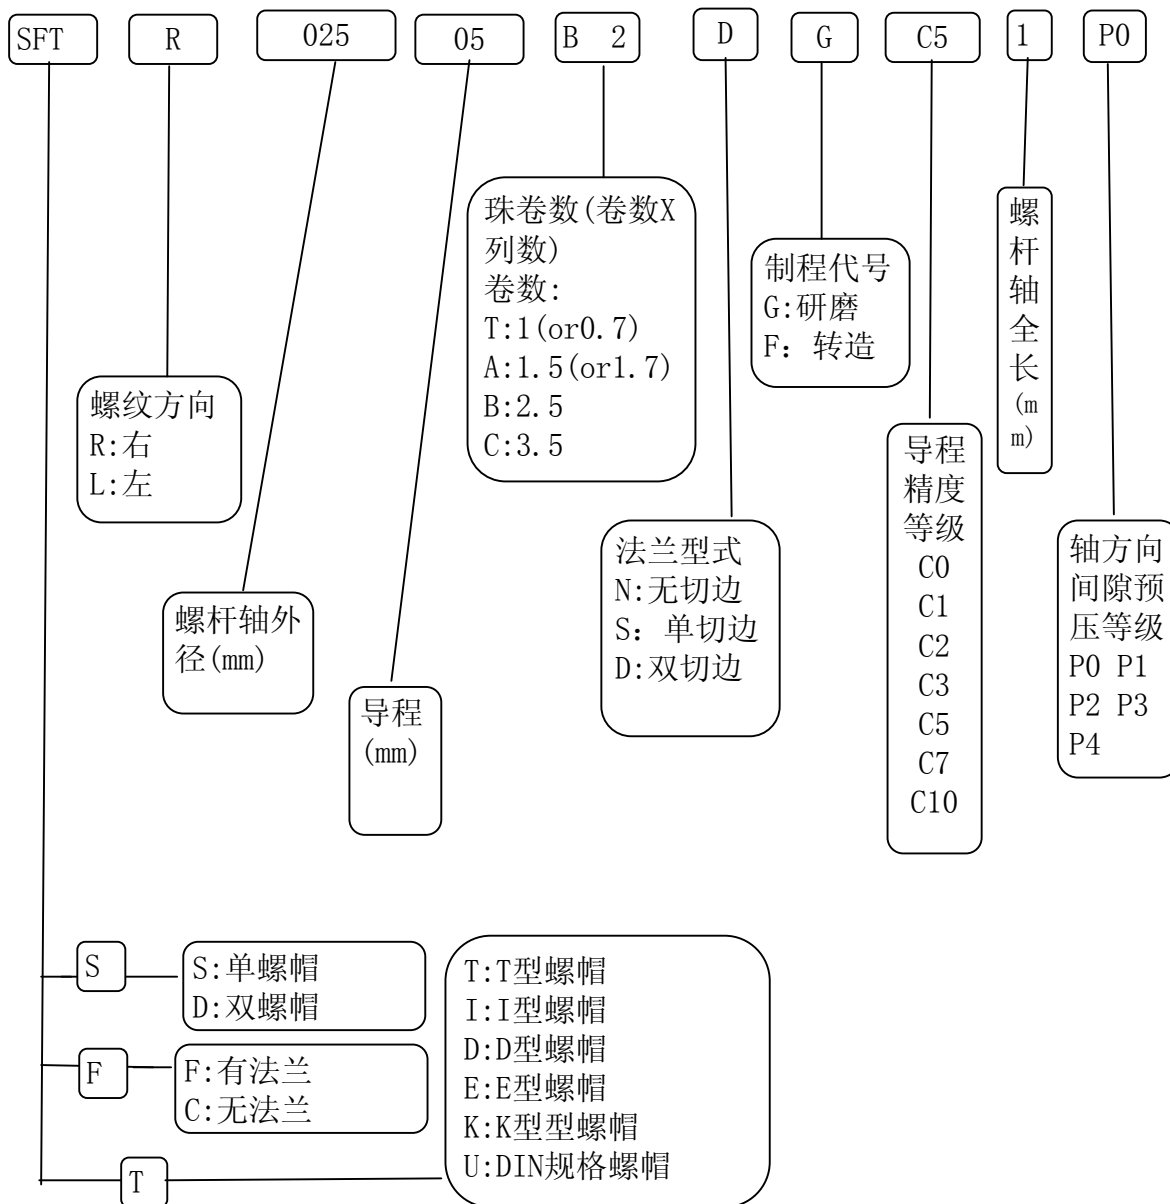 SFT R 025 05 B 2 D G C5 1 P0
珠卷数(卷数X
列数)
卷数:
T:1(or0.7)
A:1.5(or1.7)
B:2.5
C:3.5
螺
杆
轴
全
长
(m
m)
制程代号
G:研磨
F: 转造
螺纹方向
R:右
L:左
导程
精度
等级
C0
C1
C2
C3
C5
C7
C10
法兰型式
N:无切边
S: 单切边
D:双切边
轴方向
间隙预
压等级
P0 P1
P2 P3
P4
螺杆轴外
径(mm)
导程
(mm)
S
S:单螺帽
D:双螺帽
F
F:有法兰
C:无法兰
T
T:T型螺帽
I:I型螺帽
D:D型螺帽
E:E型螺帽
K:K型型螺帽
U:DIN规格螺帽